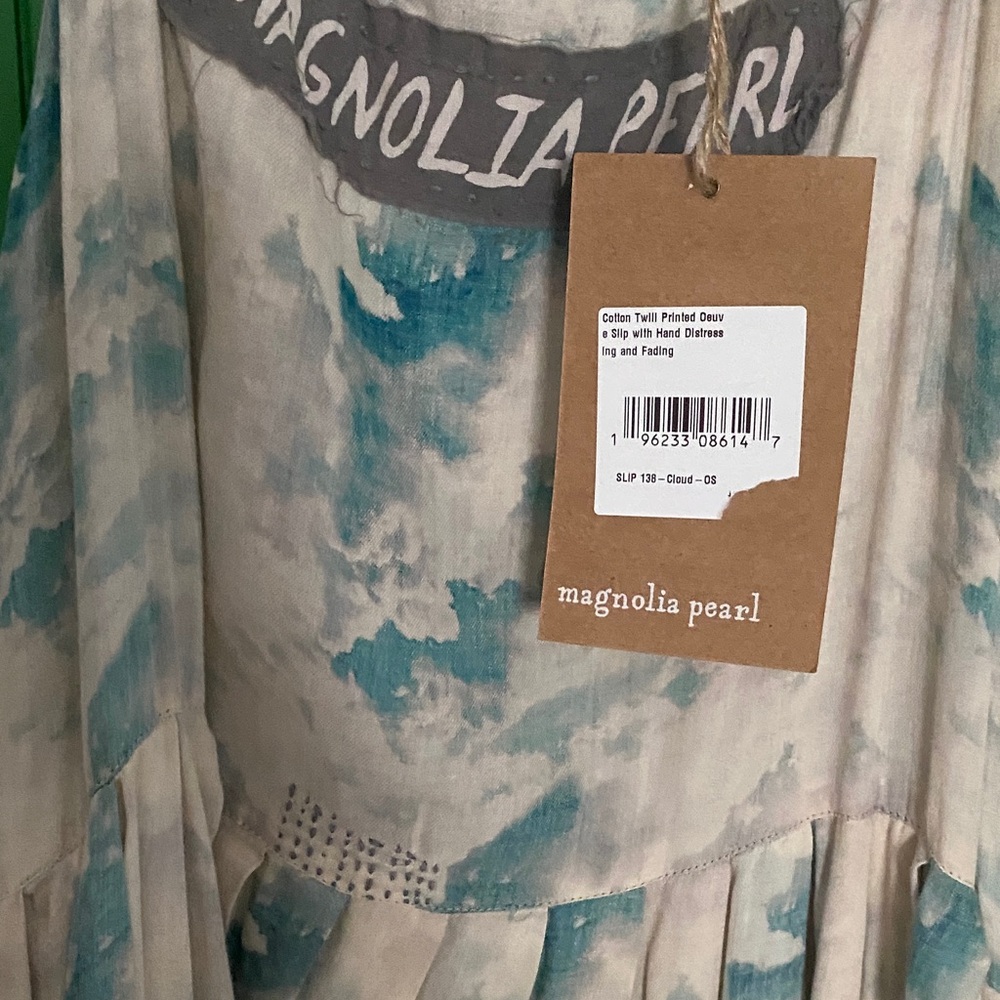 MAGNOLIA PEARL
Cotton Twill Printed Oeuv
e Slip with Hand Distress
ing and Fading
1 96233 08614 7
SLIP 138-Cloud-OS
magnolia pearl